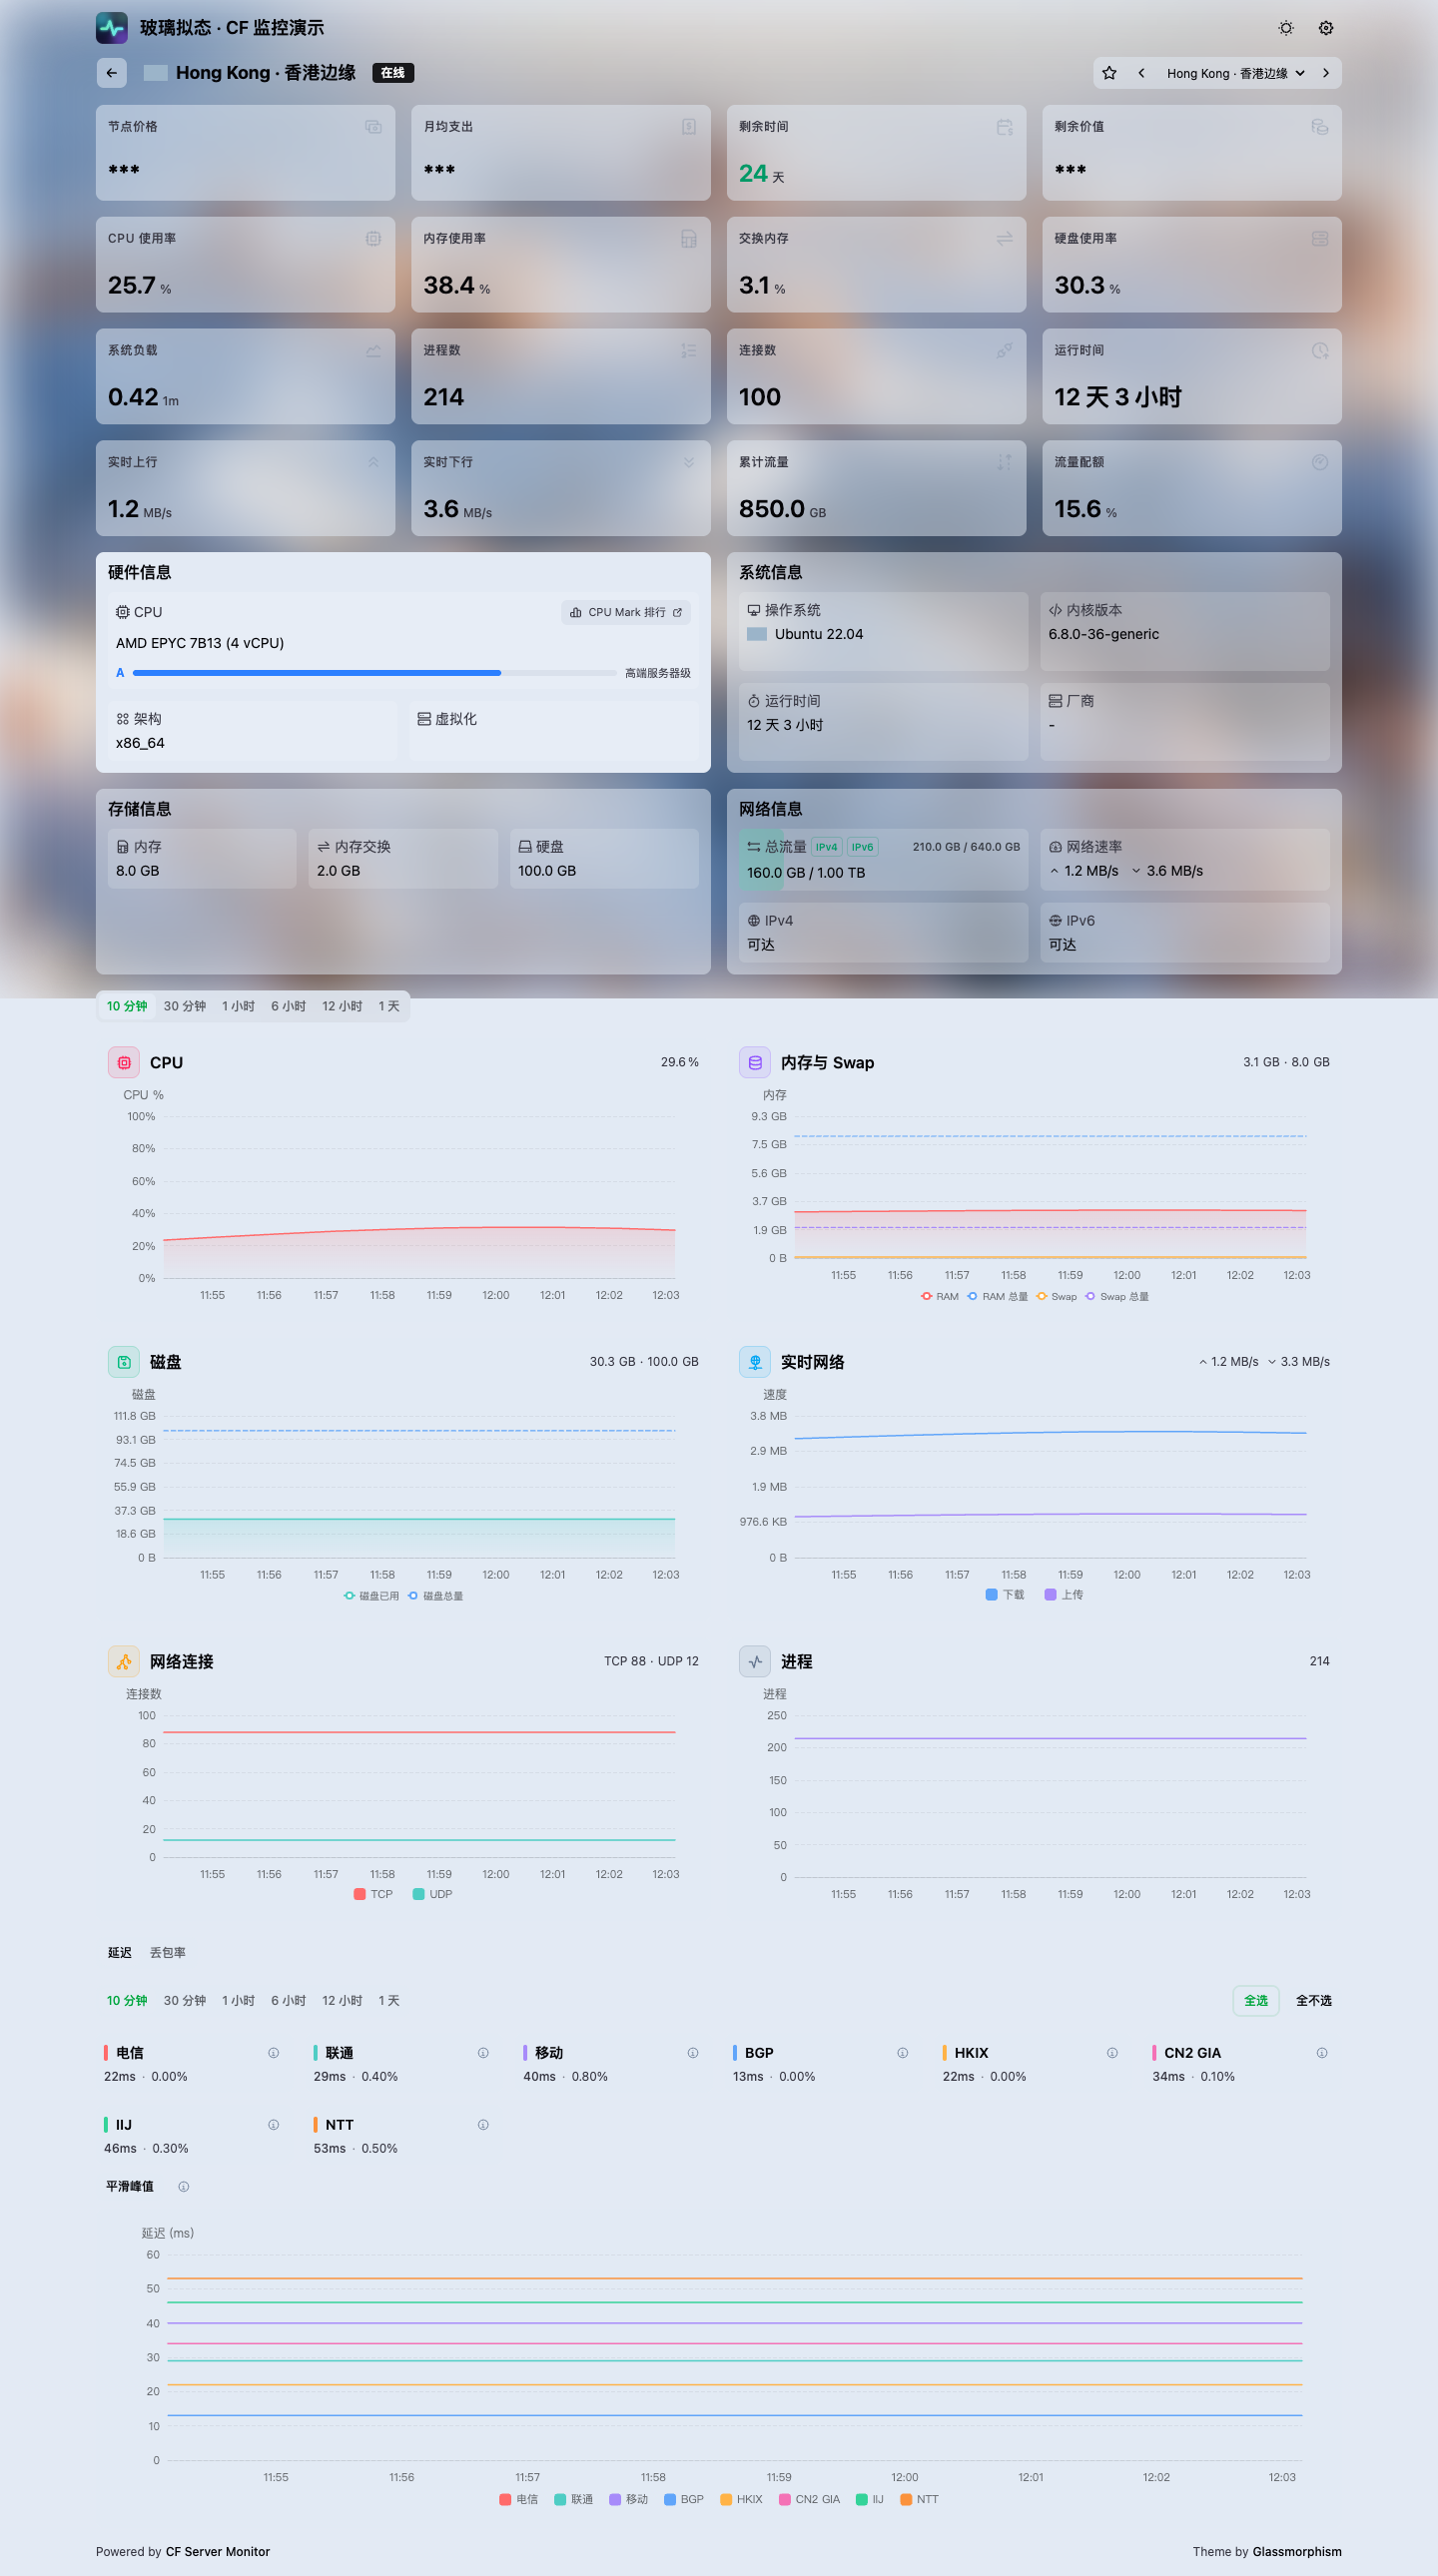 玻璃拟态 · CF 监控演示
Hong Kong · 香港边缘 在线 Hong Kong · 香港边缘
节点价格 月均支出 剩余时间 剩余价值
*** *** 24 天 ***
CPU 使用率 内存使用率 交换内存 硬盘使用率
25.7 % 38.4 % 3.1 % 30.3 %
系统负载 进程数 连接数 运行时间
0.42 1m 214 100 12 天 3 小时
实时上行 实时下行 累计流量 流量配额
1.2 MB/s 3.6 MB/s 850.0 GB 15.6 %
硬件信息
CPU CPU Mark 排行
AMD EPYC 7B13 (4 vCPU)
A 高端服务器级
架构 虚拟化
x86_64
系统信息
操作系统 内核版本
Ubuntu 22.04 6.8.0-36-generic
运行时间 厂商
12 天 3 小时 -
存储信息
内存 内存交换 硬盘
8.0 GB 2.0 GB 100.0 GB
网络信息
总流量 IPv4 IPv6 210.0 GB / 640.0 GB 网络速率
160.0 GB / 1.00 TB 1.2 MB/s 3.6 MB/s
IPv4 IPv6
可达 可达
10 分钟 30 分钟 1 小时 6 小时 12 小时 1 天
CPU 29.6 %
CPU %
100%
80%
60%
40%
20%
0%
11:55 11:56 11:57 11:58 11:59 12:00 12:01 12:02 12:03
内存与 Swap 3.1 GB · 8.0 GB
内存
9.3 GB
7.5 GB
5.6 GB
3.7 GB
1.9 GB
0 B
11:55 11:56 11:57 11:58 11:59 12:00 12:01 12:02 12:03
RAM RAM 总量 Swap Swap 总量
磁盘 30.3 GB · 100.0 GB
磁盘
111.8 GB
93.1 GB
74.5 GB
55.9 GB
37.3 GB
18.6 GB
0 B
11:55 11:56 11:57 11:58 11:59 12:00 12:01 12:02 12:03
磁盘已用 磁盘总量
实时网络 1.2 MB/s 3.3 MB/s
速度
3.8 MB
2.9 MB
1.9 MB
976.6 KB
0 B
11:55 11:56 11:57 11:58 11:59 12:00 12:01 12:02 12:03
下载 上传
网络连接 TCP 88 · UDP 12
连接数
100
80
60
40
20
0
11:55 11:56 11:57 11:58 11:59 12:00 12:01 12:02 12:03
TCP UDP
进程 214
进程
250
200
150
100
50
0
11:55 11:56 11:57 11:58 11:59 12:00 12:01 12:02 12:03
延迟 丢包率
10 分钟 30 分钟 1 小时 6 小时 12 小时 1 天 全选 全不选
电信 联通 移动 BGP HKIX CN2 GIA
22ms · 0.00% 29ms · 0.40% 40ms · 0.80% 13ms · 0.00% 22ms · 0.00% 34ms · 0.10%
IIJ NTT
46ms · 0.30% 53ms · 0.50%
平滑峰值
延迟 (ms)
60
50
40
30
20
10
0
11:55 11:56 11:57 11:58 11:59 12:00 12:01 12:02 12:03
电信 联通 移动 BGP HKIX CN2 GIA IIJ NTT
Powered by CF Server Monitor Theme by Glassmorphism